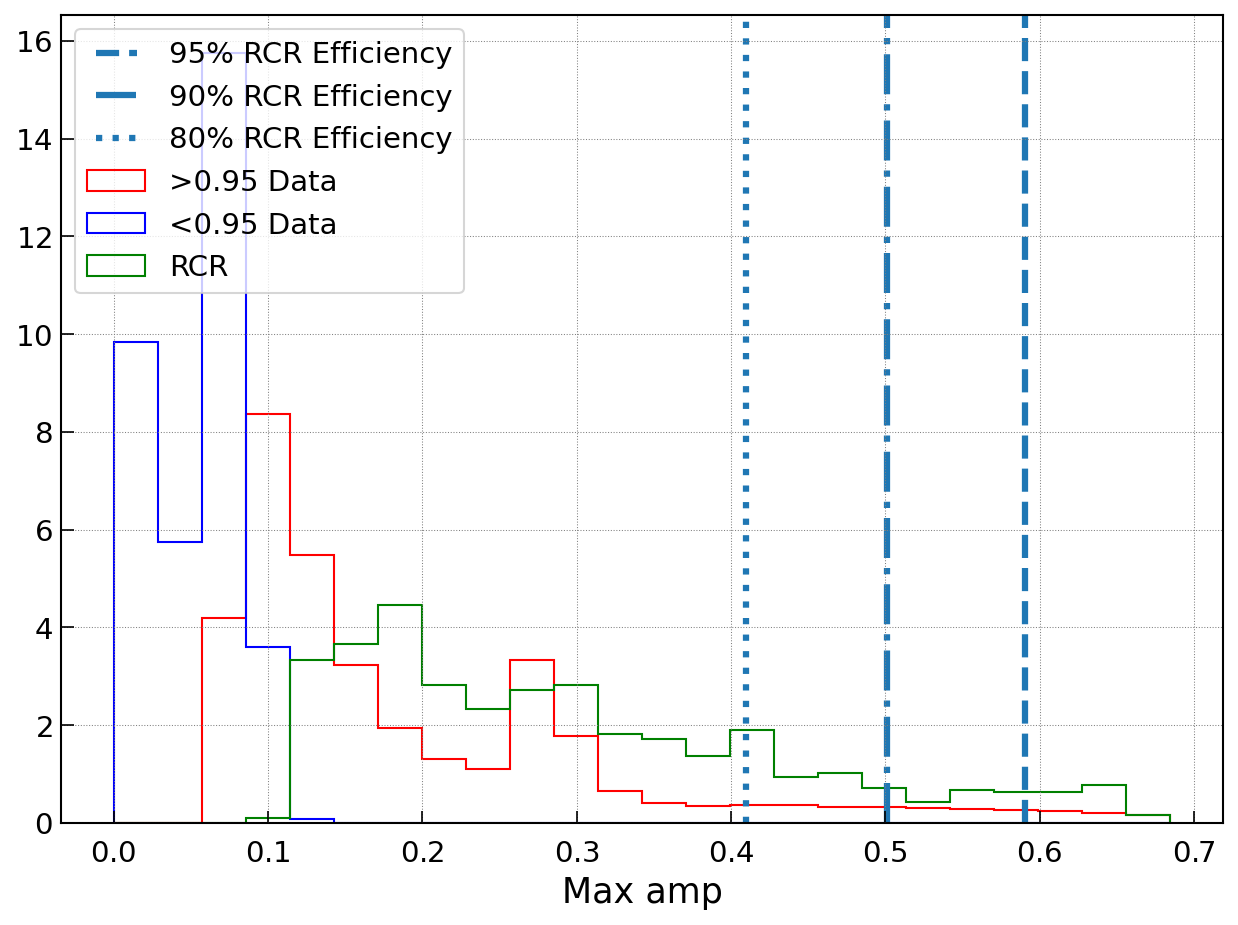 16
14
12
10
8
6
4
2
0
95% RCR Efficiency
90% RCR Efficiency
80% RCR Efficiency
>0.95 Data
<0.95 Data
RCR
0.0 0.1 0.2 0.3 0.4 0.5 0.6 0.7
Max amp